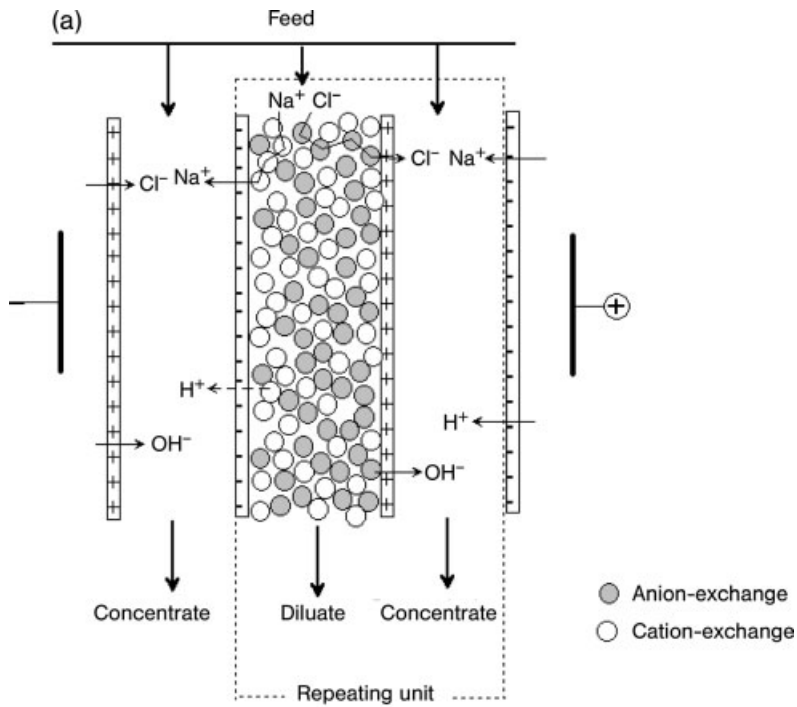 (a)
Feed
Na⁺ Cl⁻
Cl⁻ Na⁺
Cl⁻ Na⁺
H⁺
H⁺
OH⁻
OH⁻
− +
Concentrate Diluate Concentrate
Anion-exchange
Cation-exchange
Repeating unit